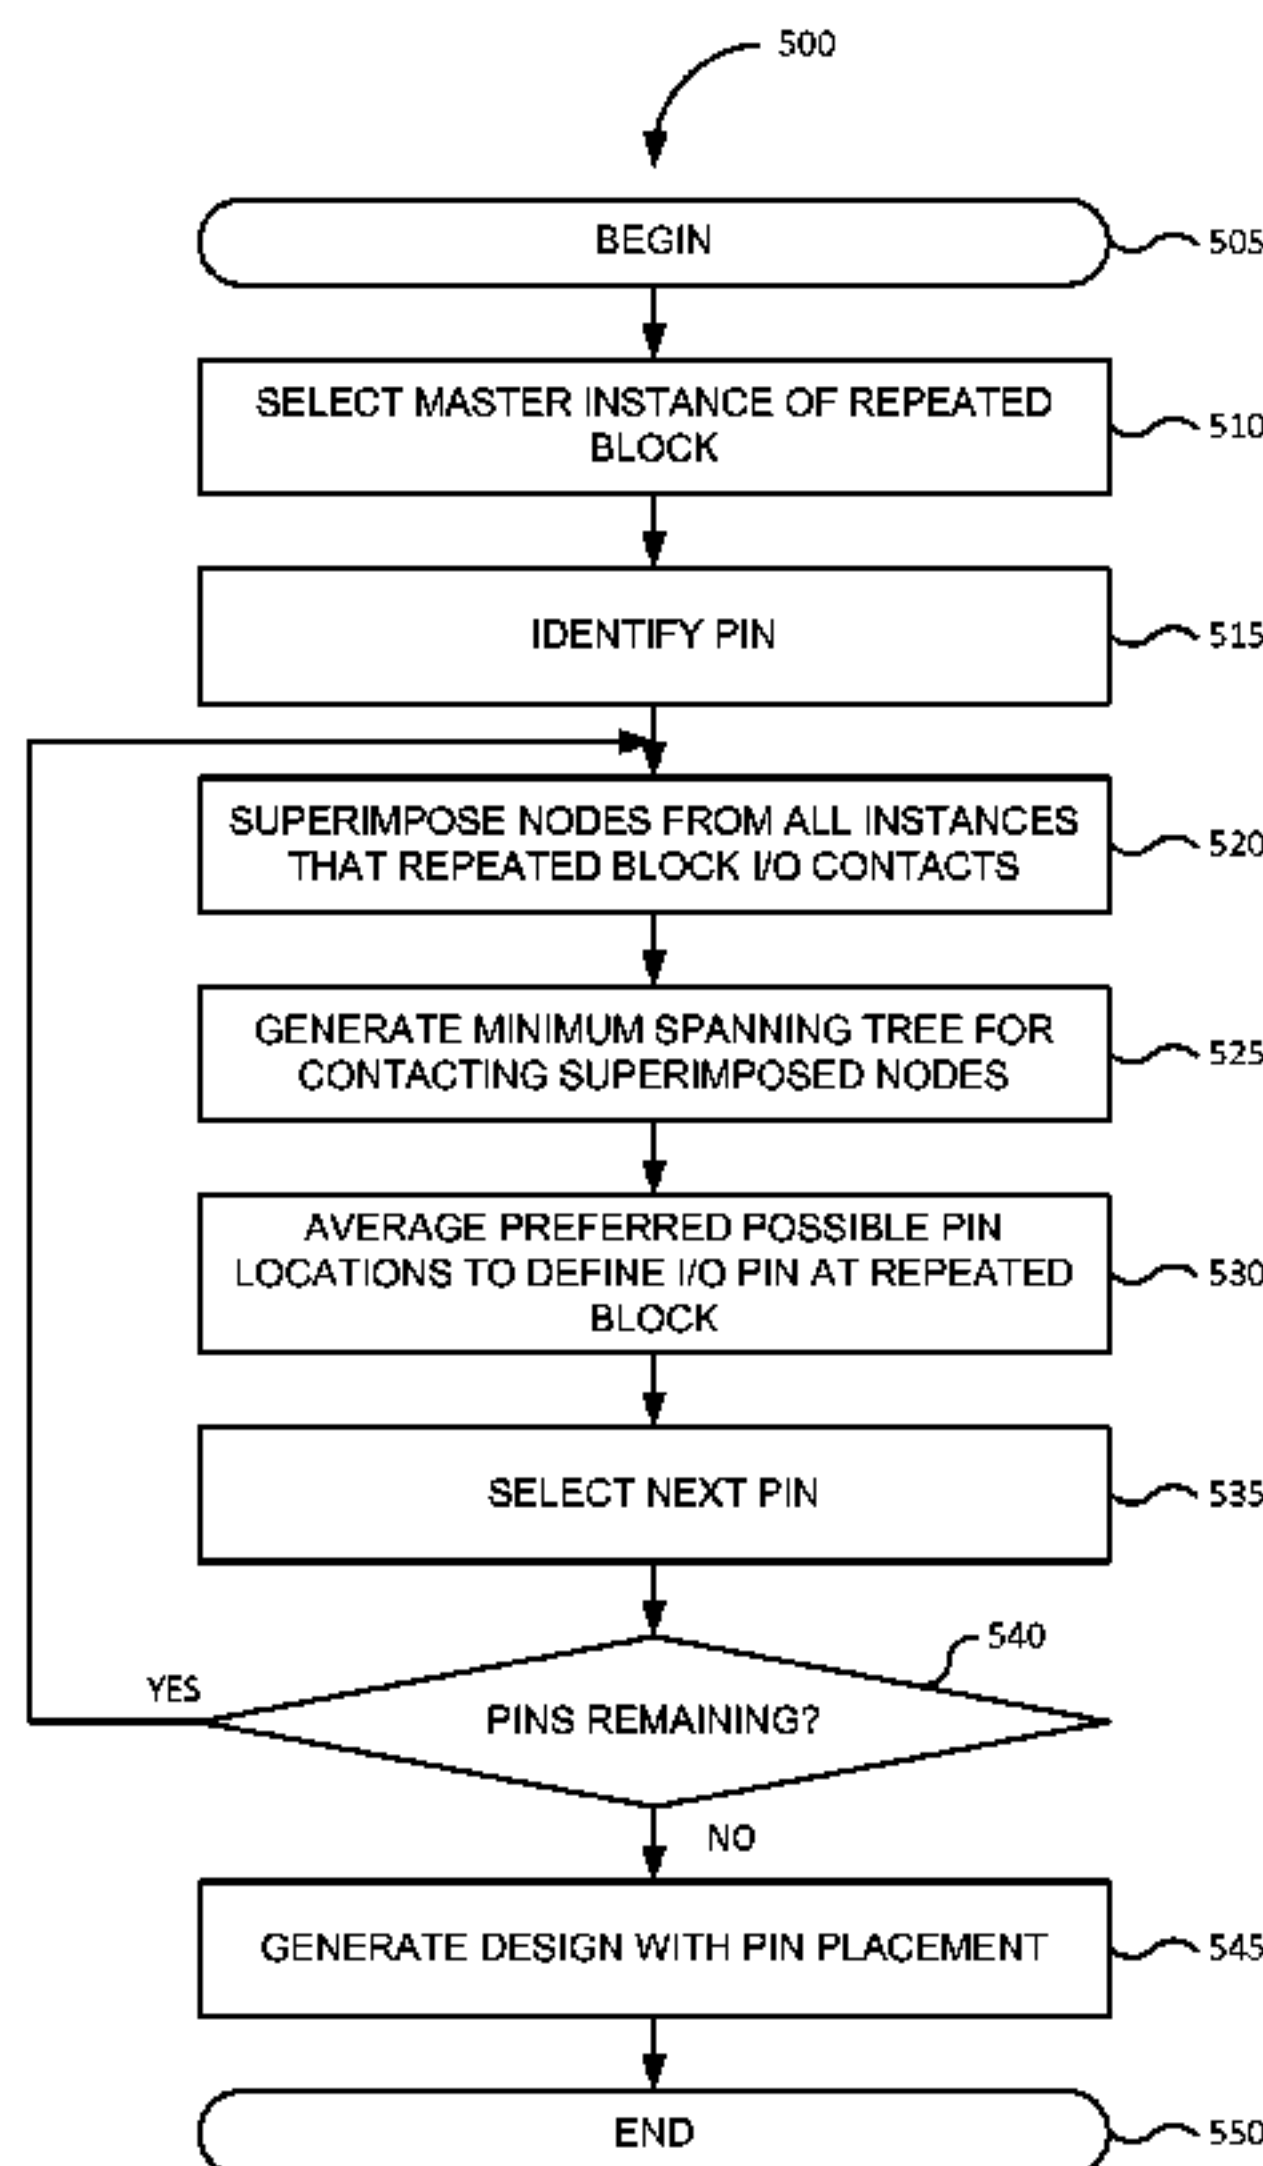 500
BEGIN
505
SELECT MASTER INSTANCE OF REPEATED
BLOCK
510
IDENTIFY PIN
515
SUPERIMPOSE NODES FROM ALL INSTANCES
THAT REPEATED BLOCK I/O CONTACTS
520
GENERATE MINIMUM SPANNING TREE FOR
CONTACTING SUPERIMPOSED NODES
525
AVERAGE PREFERRED POSSIBLE PIN
LOCATIONS TO DEFINE I/O PIN AT REPEATED
BLOCK
530
SELECT NEXT PIN
535
540
YES
PINS REMAINING?
NO
GENERATE DESIGN WITH PIN PLACEMENT
545
END
550